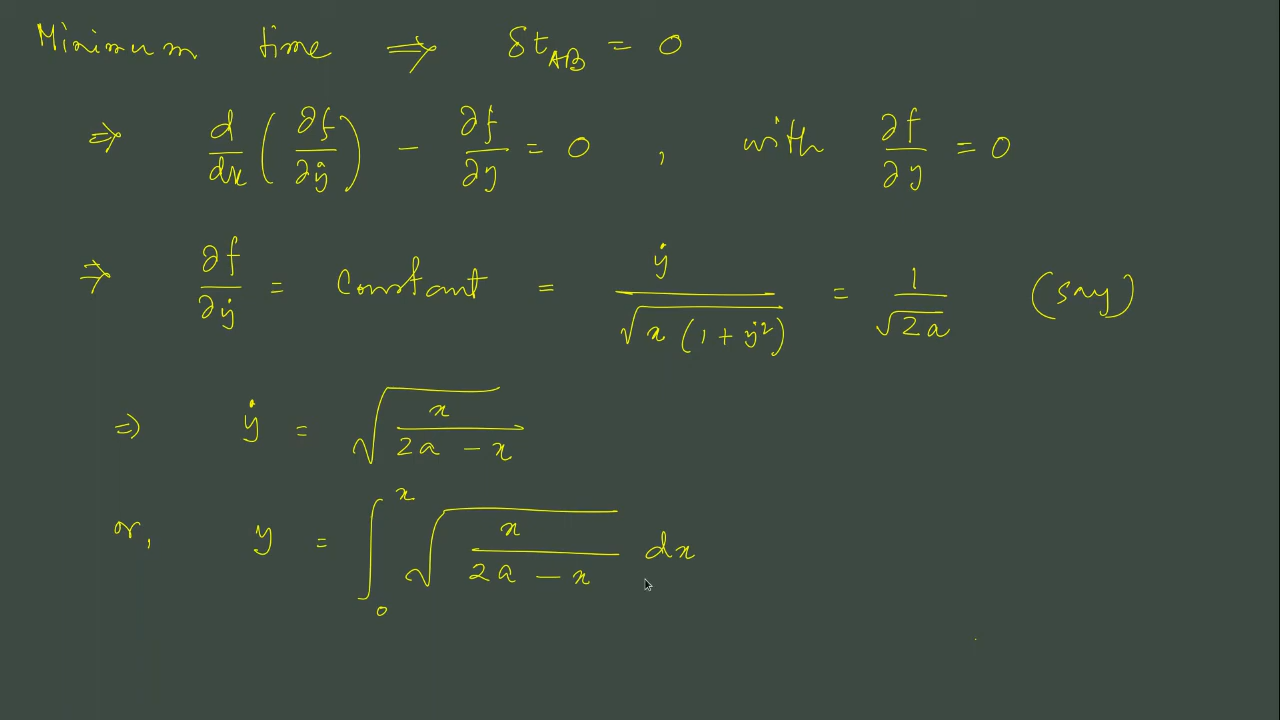 Minimum time ⇒ δt_AB = 0
⇒ d/dx (∂f/∂ẏ) − ∂f/∂y = 0 , with ∂f/∂y = 0
⇒ ∂f/∂ẏ = constant = ẏ/√(x(1 + ẏ²)) = 1/√(2a) (say)
⇒ ẏ = √(x/(2a − x))
or, y = ∫₀ˣ √(x/(2a − x)) dx